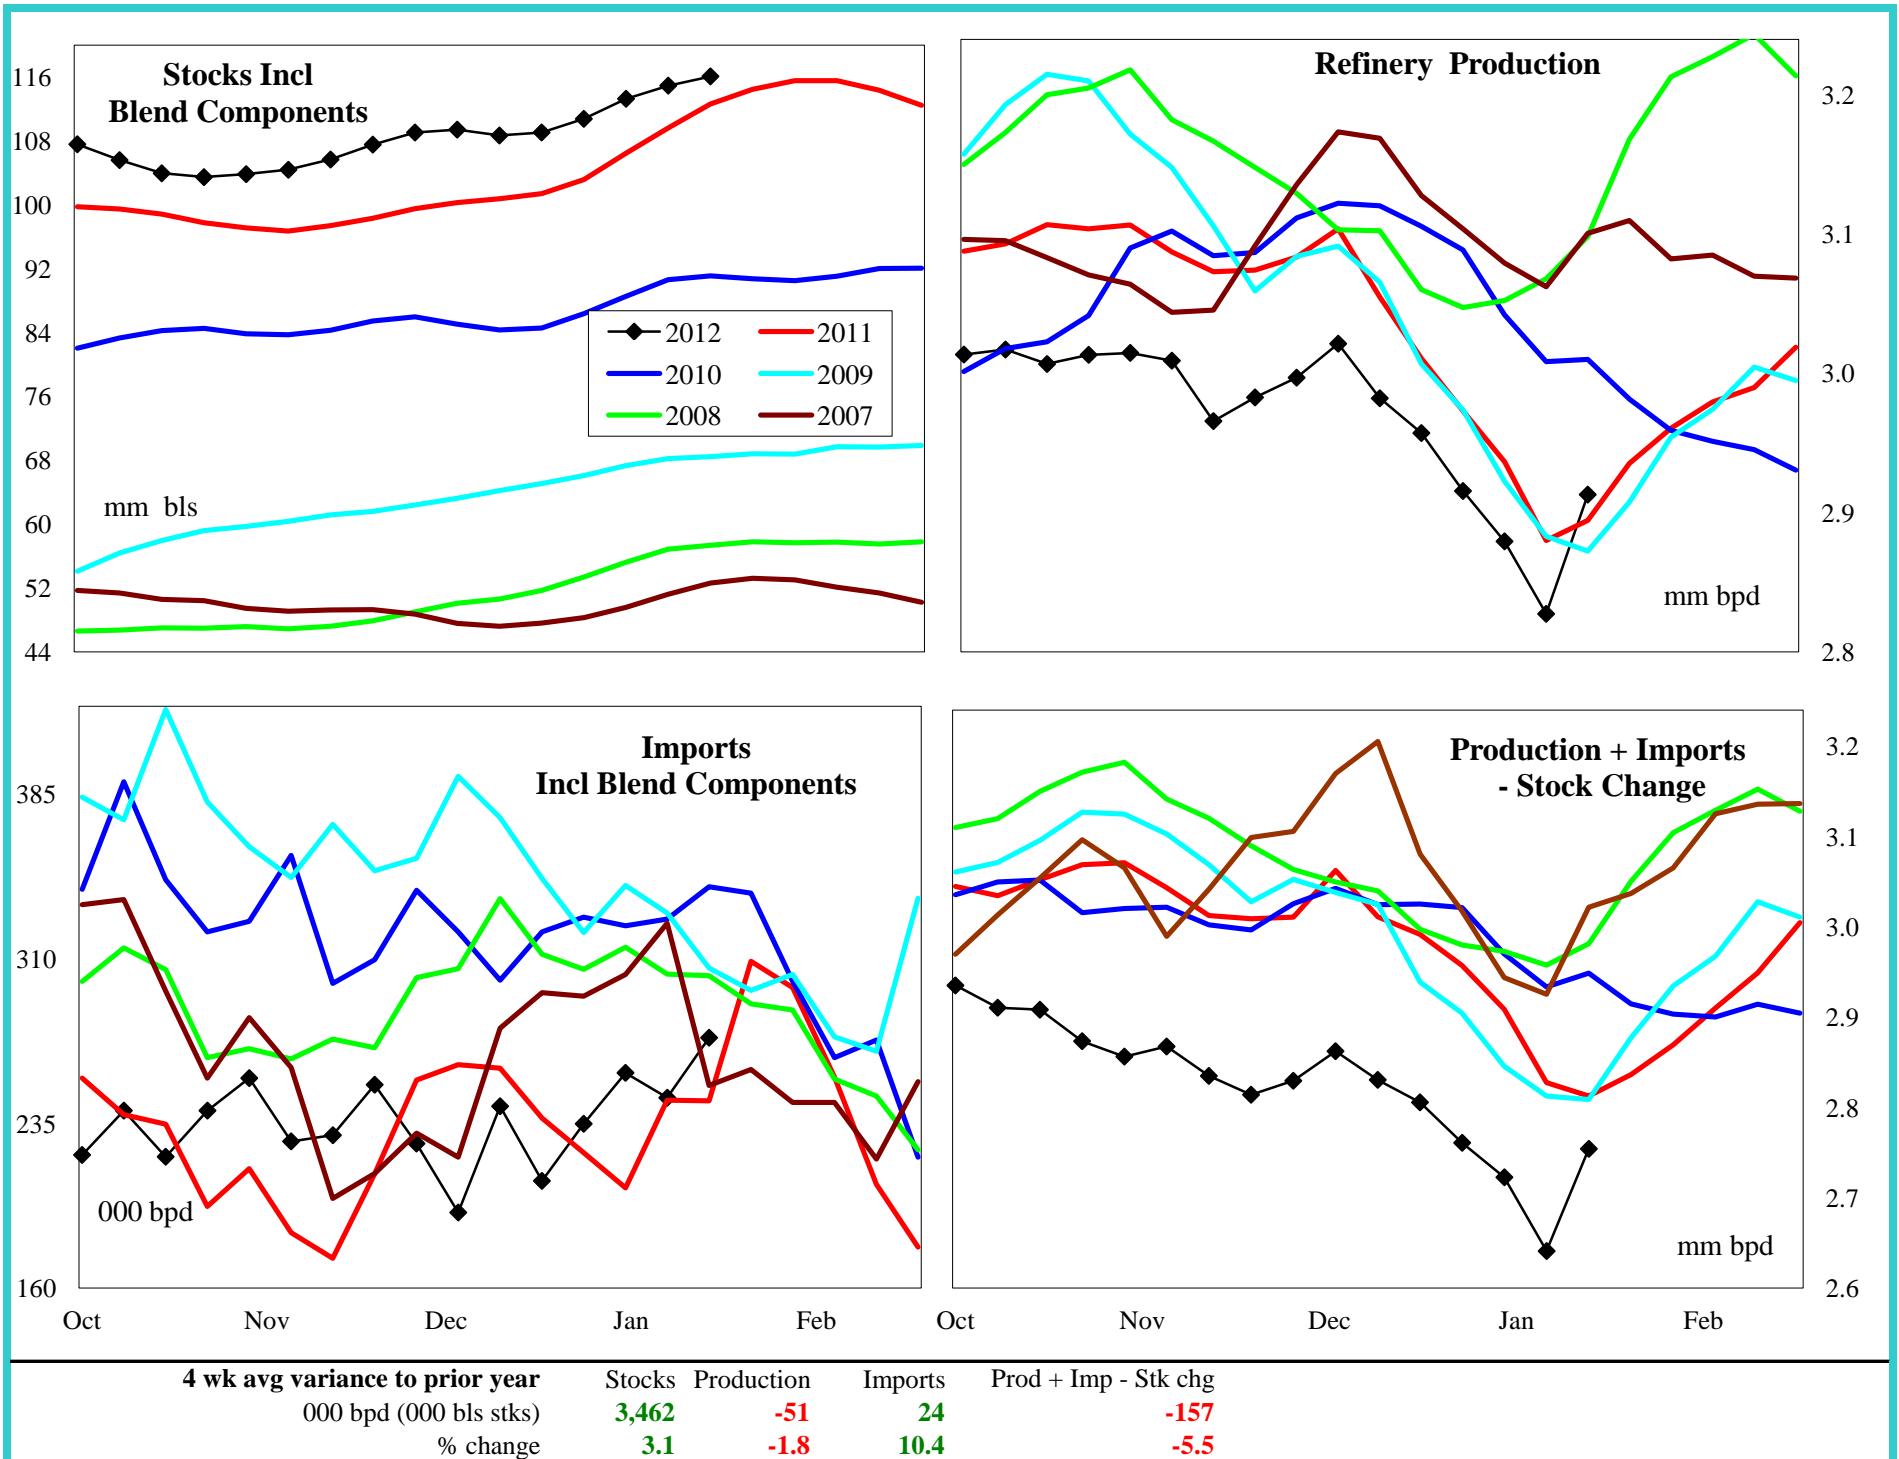 Stocks Incl
Blend Components
116
108
100
92
84
76
68
60
52
44
mm bls
2012
2011
2010
2009
2008
2007
Refinery Production
3.2
3.1
3.0
2.9
2.8
mm bpd
Imports
Incl Blend Components
385
310
235
160
000 bpd
Oct Nov Dec Jan Feb
Production + Imports
- Stock Change
3.2
3.1
3.0
2.9
2.8
2.7
2.6
mm bpd
Oct Nov Dec Jan Feb
4 wk avg variance to prior year Stocks Production Imports Prod + Imp - Stk chg
000 bpd (000 bls stks) 3,462 -51 24 -157
% change 3.1 -1.8 10.4 -5.5